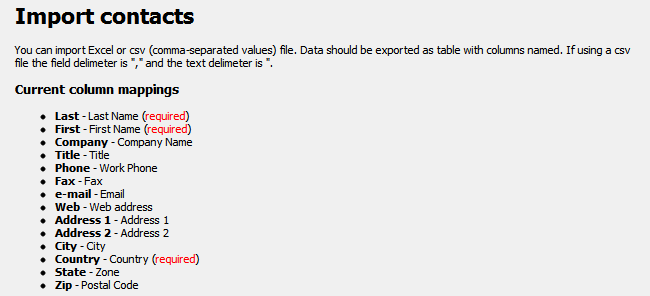 Import contacts
You can import Excel or csv (comma-separated values) file. Data should be exported as table with columns named. If using a csv
file the field delimeter is "," and the text delimeter is ".
Current column mappings
Last - Last Name (required)
First - First Name (required)
Company - Company Name
Title - Title
Phone - Work Phone
Fax - Fax
e-mail - Email
Web - Web address
Address 1 - Address 1
Address 2 - Address 2
City - City
Country - Country (required)
State - Zone
Zip - Postal Code